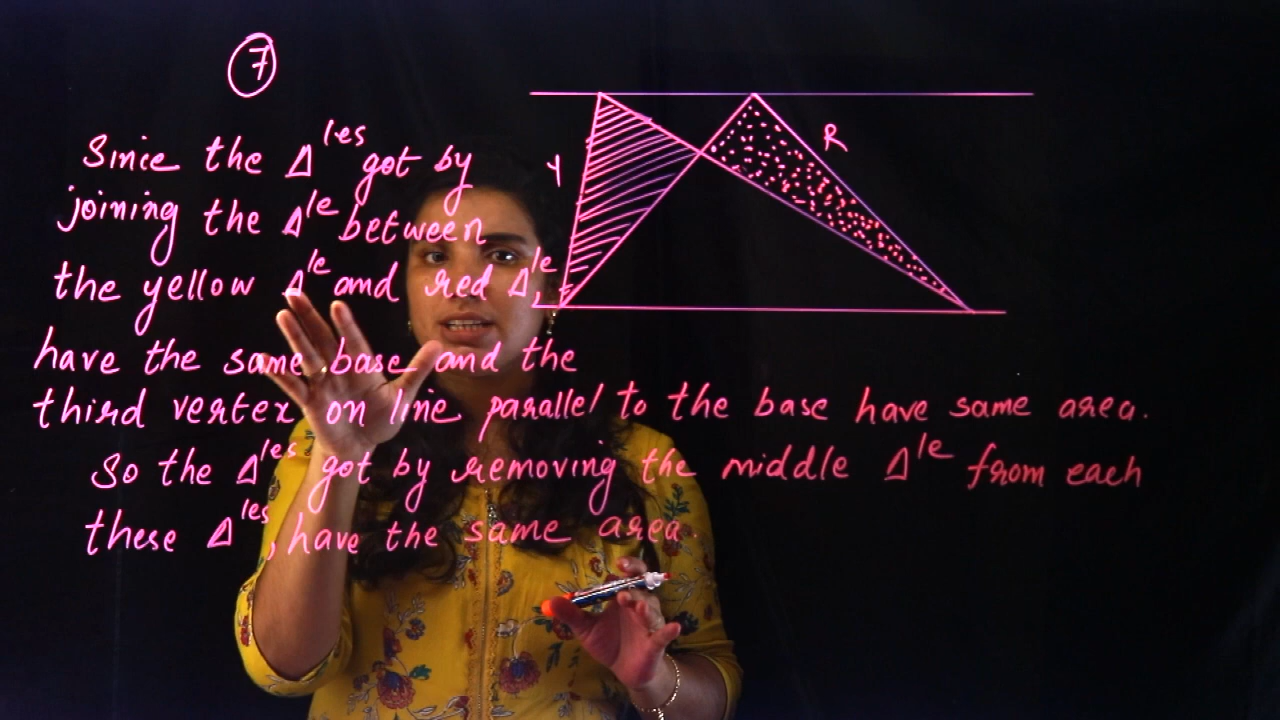 7
Since the Δles got by
joining the Δle between
the yellow Δle and red Δle,
have the same base and the
third vertex on line parallel to the base have same area.
So the Δles got by removing the middle Δle from each
these Δles, have the same area.
Y
R